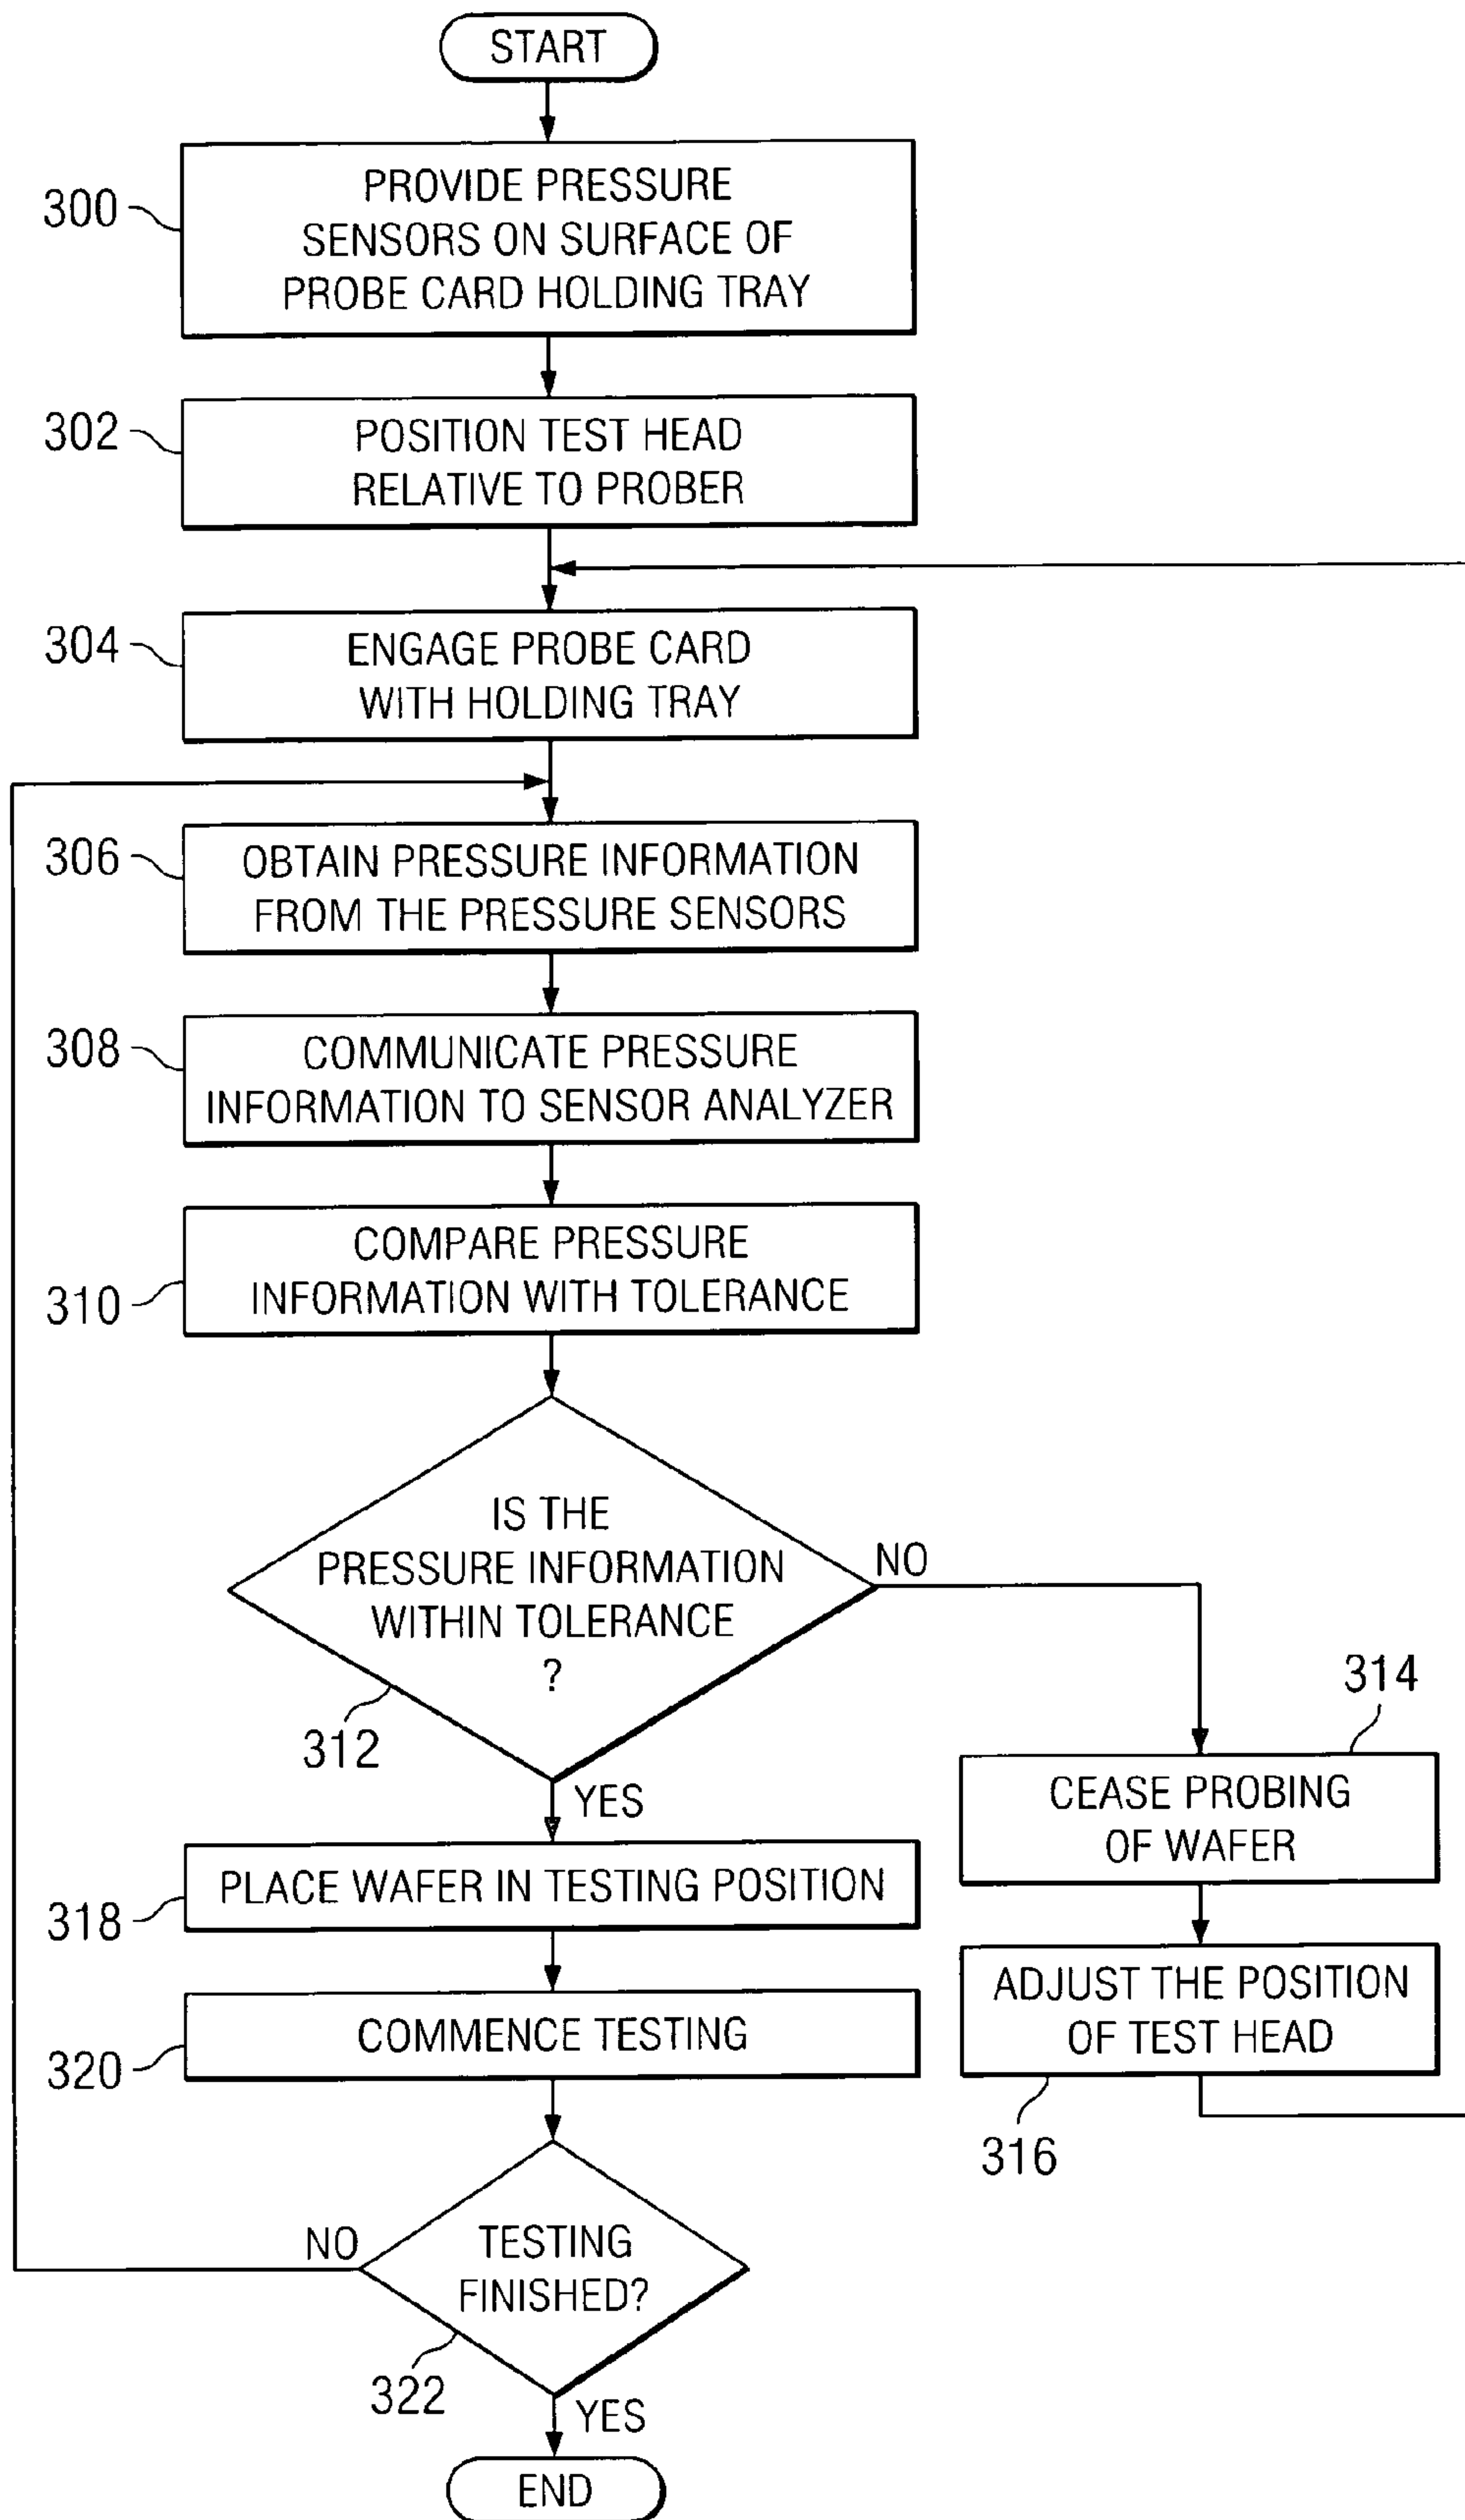 START
300
PROVIDE PRESSURE
SENSORS ON SURFACE OF
PROBE CARD HOLDING TRAY
302
POSITION TEST HEAD
RELATIVE TO PROBER
304
ENGAGE PROBE CARD
WITH HOLDING TRAY
306
OBTAIN PRESSURE INFORMATION
FROM THE PRESSURE SENSORS
308
COMMUNICATE PRESSURE
INFORMATION TO SENSOR ANALYZER
310
COMPARE PRESSURE
INFORMATION WITH TOLERANCE
IS THE
PRESSURE INFORMATION
WITHIN TOLERANCE
?
NO
312
YES
314
CEASE PROBING
OF WAFER
318
PLACE WAFER IN TESTING POSITION
ADJUST THE POSITION
OF TEST HEAD
316
320
COMMENCE TESTING
NO
TESTING
FINISHED?
322
YES
END